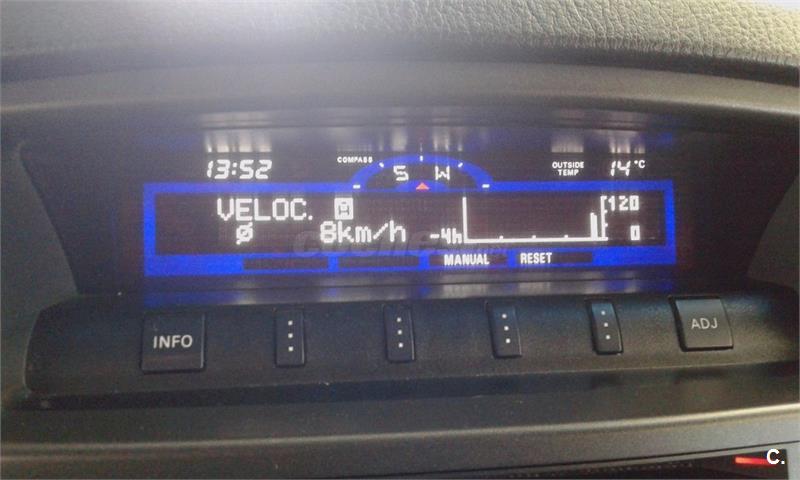 13:52 COMPASS S W OUTSIDE TEMP 14°C
VELOC. A 120
Ø 8km/h -4h 0
MANUAL RESET
INFO ADJ
C.